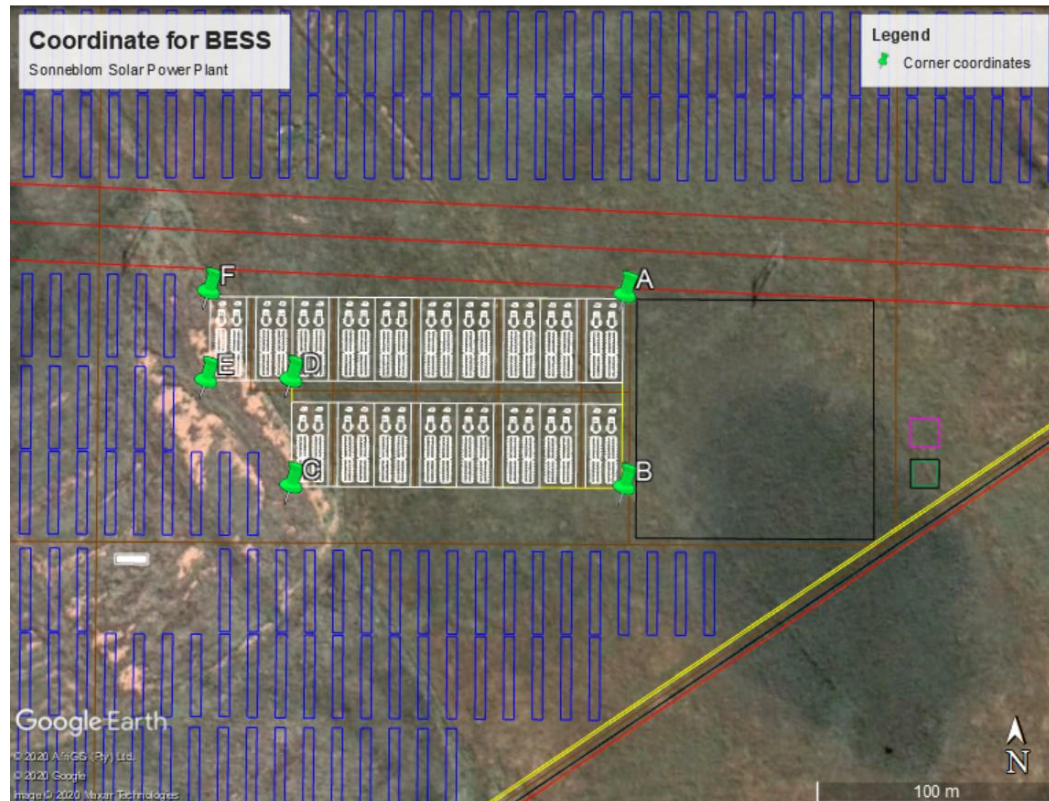 Coordinate for BESS
Sonneblom Solar Power Plant
Legend
Corner coordinates
F
A
E
D
C
B
Google Earth
© 2020 AfriGIS (Pty) Ltd.
© 2020 Google
Image © 2020 Maxar Technologies
N
100 m